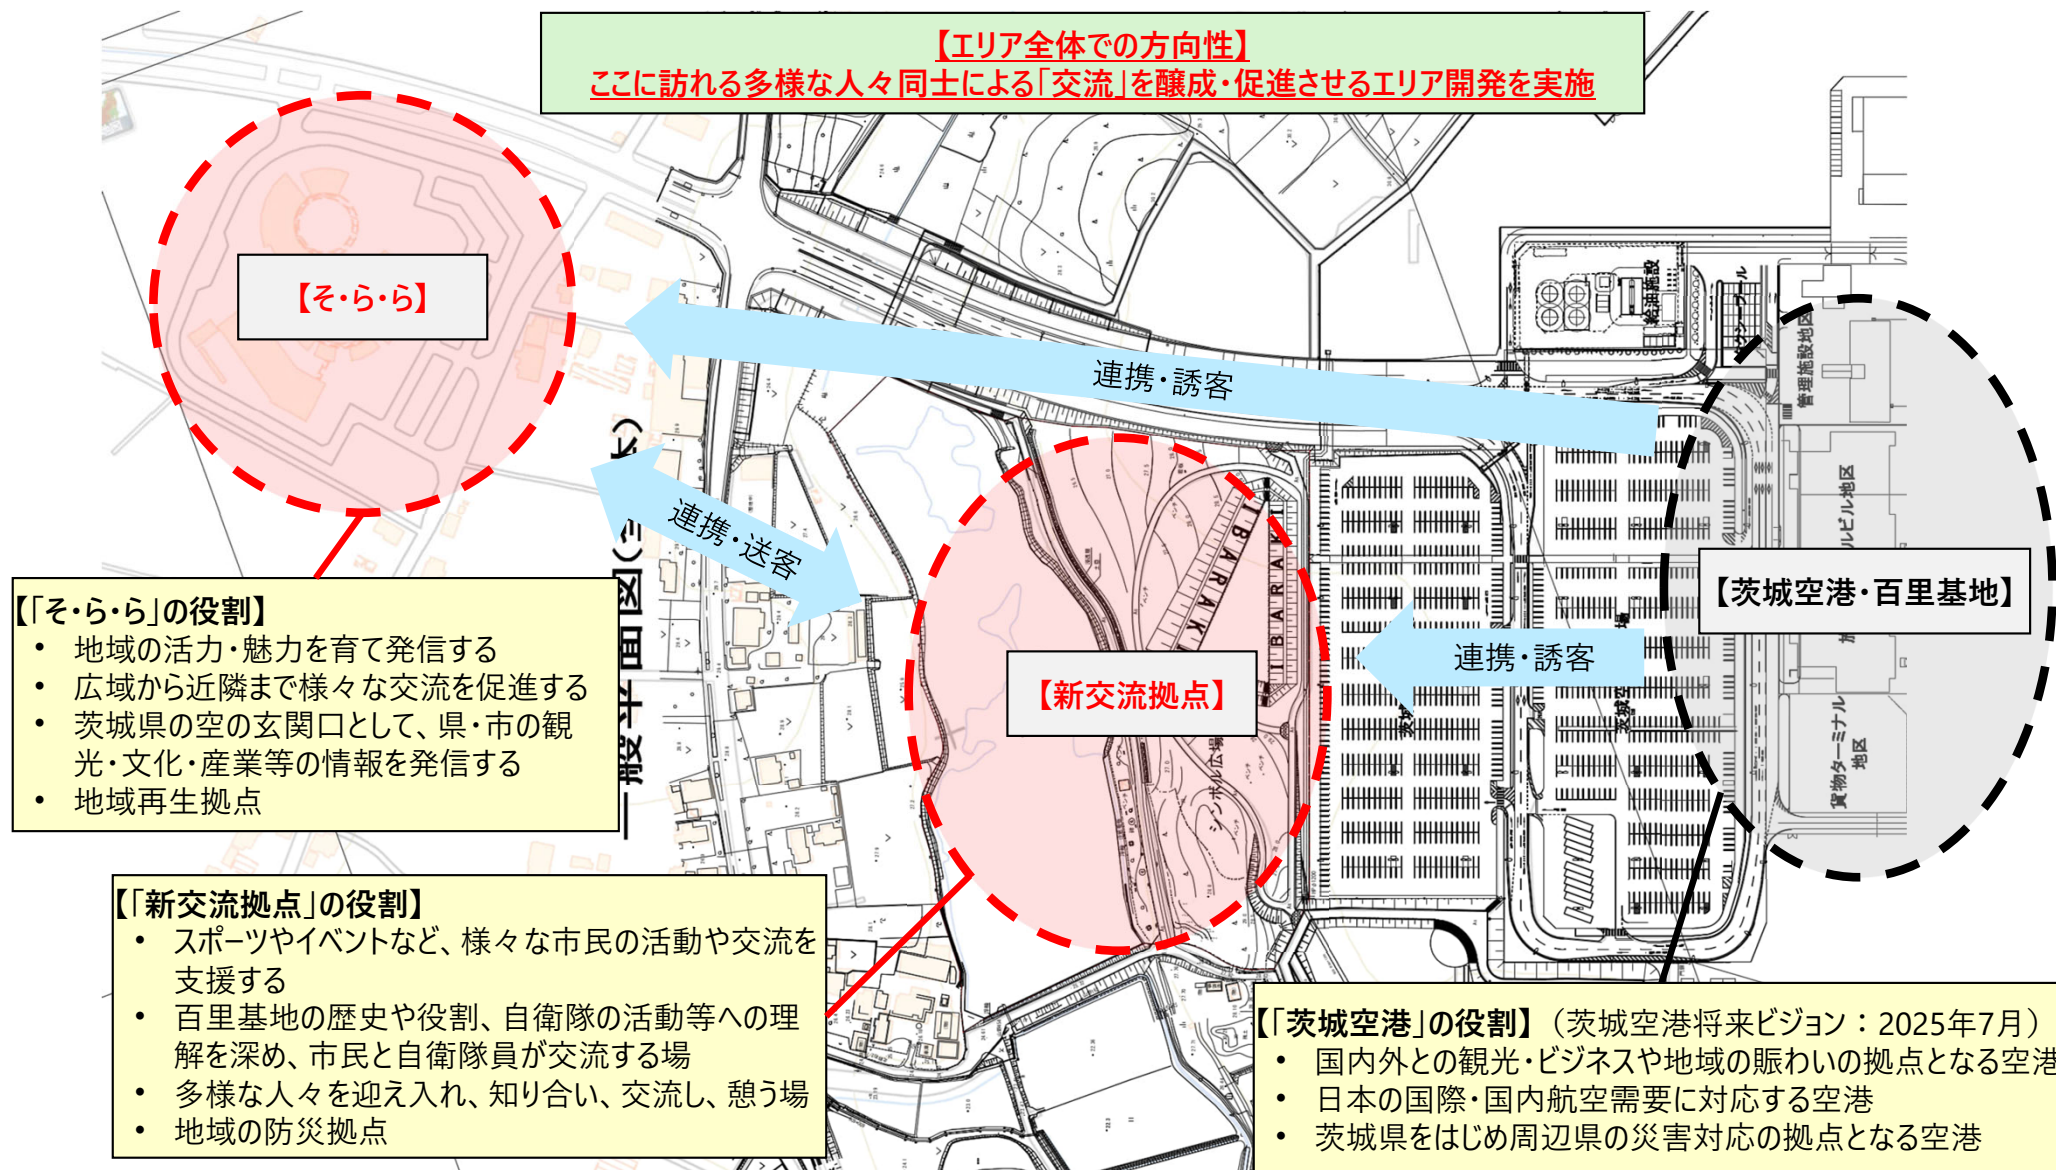 【エリア全体での方向性】
ここに訪れる多様な人々同士による「交流」を醸成・促進させるエリア開発を実施
【そ・ら・ら】
連携・誘客
連携・送客
【新交流拠点】
連携・誘客
【茨城空港・百里基地】
給油施設
管理施設地区
貨物ターミナル
地区
シンボル広場
IBARAKI
IBARAK
一般平面図
【「そ・ら・ら」の役割】
• 地域の活力・魅力を育て発信する
• 広域から近隣まで様々な交流を促進する
• 茨城県の空の玄関口として、県・市の観
光・文化・産業等の情報を発信する
• 地域再生拠点
【「新交流拠点」の役割】
• スポーツやイベントなど、様々な市民の活動や交流を
支援する
• 百里基地の歴史や役割、自衛隊の活動等への理
解を深め、市民と自衛隊員が交流する場
• 多様な人々を迎え入れ、知り合い、交流し、憩う場
• 地域の防災拠点
【「茨城空港」の役割】（茨城空港将来ビジョン：2025年7月）
• 国内外との観光・ビジネスや地域の賑わいの拠点となる空港
• 日本の国際・国内航空需要に対応する空港
• 茨城県をはじめ周辺県の災害対応の拠点となる空港